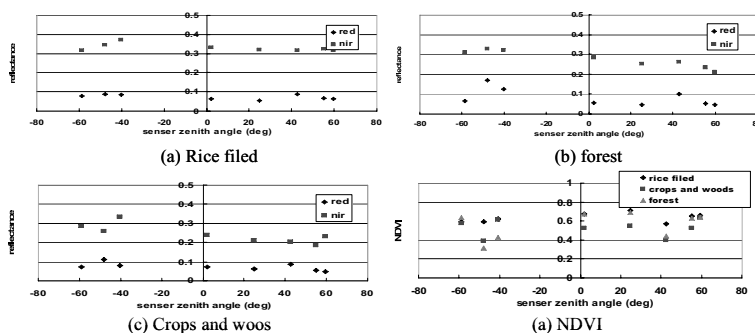 0.5
0.4
0.3
0.2
0.1
0
reflectance
red
nir
-80 -60 -40 -20 0 20 40 60 80
senser zenith angle (deg)
(a) Rice filed
0.5
0.4
0.3
0.2
0.1
0
reflectance
red
nir
-80 -60 -40 -20 0 20 40 60 80
senser zenith angle (deg)
(b) forest
0.5
0.4
0.3
0.2
0.1
0
reflectance
red
nir
-80 -60 -40 -20 0 20 40 60 80
senser zenith angle (deg)
(c) Crops and woos
1
0.8
0.6
0.4
0.2
0
NDVI
rice filed
crops and woods
forest
-80 -60 -40 -20 0 20 40 60 80
senser zenith angle (deg)
(a) NDVI